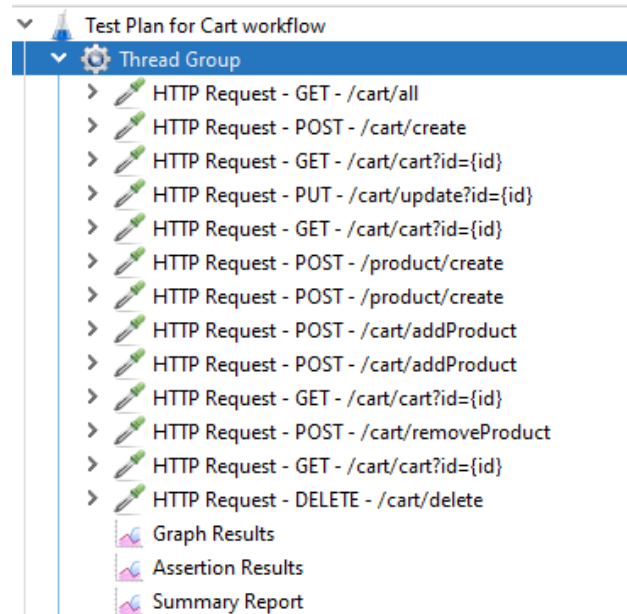 Test Plan for Cart workflow
Thread Group
HTTP Request - GET - /cart/all
HTTP Request - POST - /cart/create
HTTP Request - GET - /cart/cart?id={id}
HTTP Request - PUT - /cart/update?id={id}
HTTP Request - GET - /cart/cart?id={id}
HTTP Request - POST - /product/create
HTTP Request - POST - /product/create
HTTP Request - POST - /cart/addProduct
HTTP Request - POST - /cart/addProduct
HTTP Request - GET - /cart/cart?id={id}
HTTP Request - POST - /cart/removeProduct
HTTP Request - GET - /cart/cart?id={id}
HTTP Request - DELETE - /cart/delete
Graph Results
Assertion Results
Summary Report